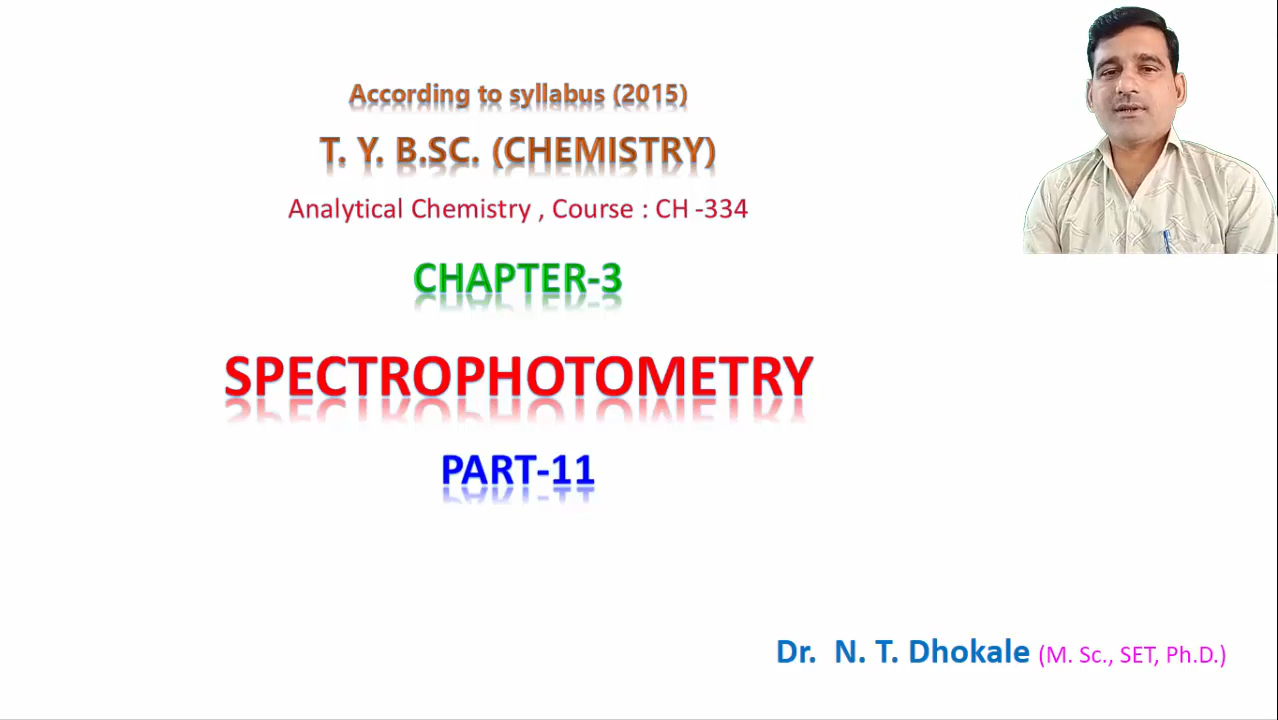 According to syllabus (2015)
T. Y. B.SC. (CHEMISTRY)
Analytical Chemistry , Course : CH -334
CHAPTER-3
SPECTROPHOTOMETRY
PART-11
Dr. N. T. Dhokale (M. Sc., SET, Ph.D.)